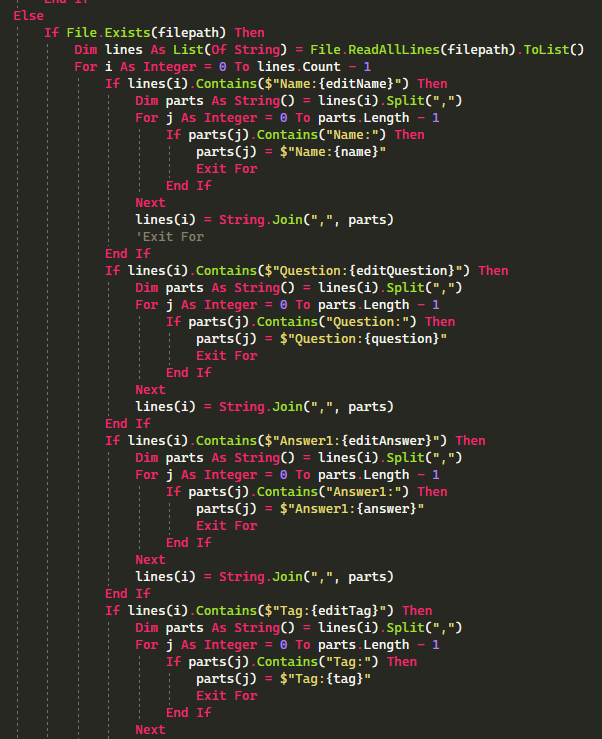 Else
If File.Exists(filepath) Then
Dim lines As List(Of String) = File.ReadAllLines(filepath).ToList()
For i As Integer = 0 To lines.Count - 1
If lines(i).Contains($"Name:{editName}") Then
Dim parts As String() = lines(i).Split(",")
For j As Integer = 0 To parts.Length - 1
If parts(j).Contains("Name:") Then
parts(j) = $"Name:{name}"
Exit For
End If
Next
lines(i) = String.Join(",", parts)
'Exit For
End If
If lines(i).Contains($"Question:{editQuestion}") Then
Dim parts As String() = lines(i).Split(",")
For j As Integer = 0 To parts.Length - 1
If parts(j).Contains("Question:") Then
parts(j) = $"Question:{question}"
Exit For
End If
Next
lines(i) = String.Join(",", parts)
End If
If lines(i).Contains($"Answer1:{editAnswer}") Then
Dim parts As String() = lines(i).Split(",")
For j As Integer = 0 To parts.Length - 1
If parts(j).Contains("Answer1:") Then
parts(j) = $"Answer1:{answer}"
Exit For
End If
Next
lines(i) = String.Join(",", parts)
End If
If lines(i).Contains($"Tag:{editTag}") Then
Dim parts As String() = lines(i).Split(",")
For j As Integer = 0 To parts.Length - 1
If parts(j).Contains("Tag:") Then
parts(j) = $"Tag:{tag}"
Exit For
End If
Next